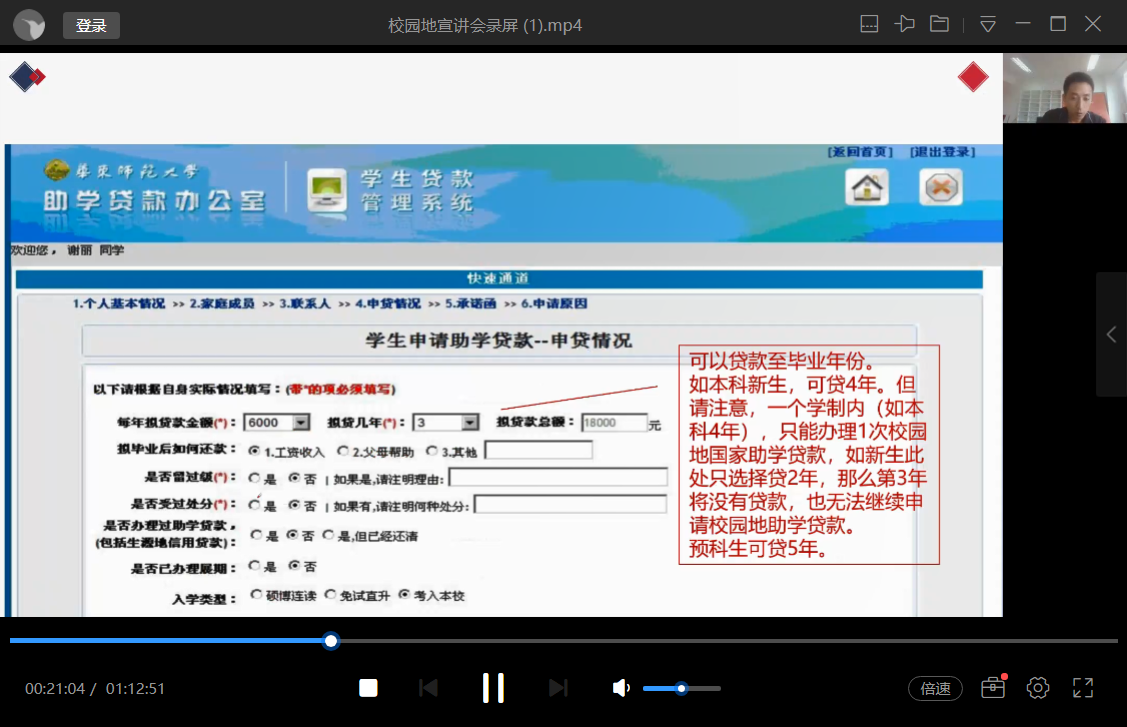 登录
校园地宣讲会录屏 (1).mp4
[返回首页] [退出登录]
华东师范大学
助学贷款办公室
学生贷款
管理系统
欢迎您， 谢丽 同学
快速通道
1.个人基本情况 >> 2.家庭成员 >> 3.联系人 >> 4.申贷情况 >> 5.承诺函 >> 6.申请原因
学生申请助学贷款--申贷情况
以下请根据自身实际情况填写：(带*的项必须填写)
每年拟贷款金额(*)： 6000 拟贷几年(*)： 3 拟贷款总额： 18000 元
拟毕业后如何还款： 1.工资收入 2.父母帮助 3.其他
是否留过级(*)： 是 否 | 如果是,请注明理由:
是否受过处分(*)： 是 否 | 如果有,请注明何种处分:
是否办理过助学贷款，
(包括生源地信用贷款)： 是 否 是,但已经还清
是否已办理展期： 是 否
入学类型： 硕博连读 免试直升 考入本校
可以贷款至毕业年份。
如本科新生，可贷4年。但
请注意，一个学制内（如本
科4年），只能办理1次校园
地国家助学贷款，如新生此
处只选择贷2年，那么第3年
将没有贷款，也无法继续申
请校园地助学贷款。
预科生可贷5年。
00:21:04 / 01:12:51
倍速